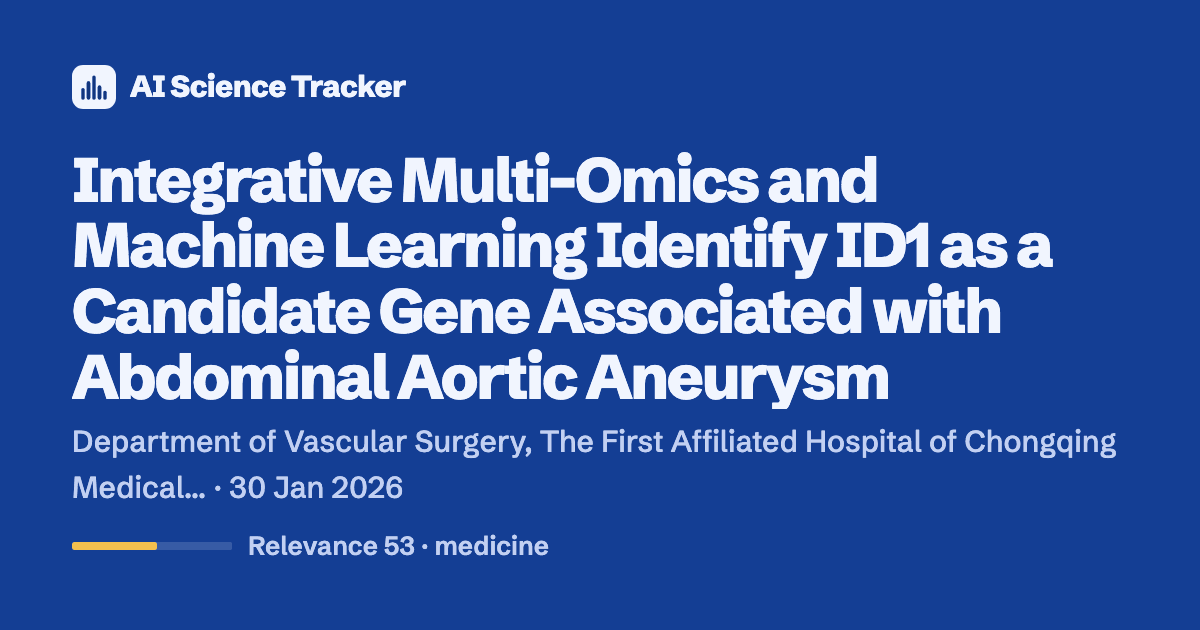 AI Science Tracker
Integrative Multi-Omics and
Machine Learning Identify ID1 as a
Candidate Gene Associated with
Abdominal Aortic Aneurysm
Department of Vascular Surgery, The First Affiliated Hospital of Chongqing
Medical... · 30 Jan 2026
Relevance 53 · medicine